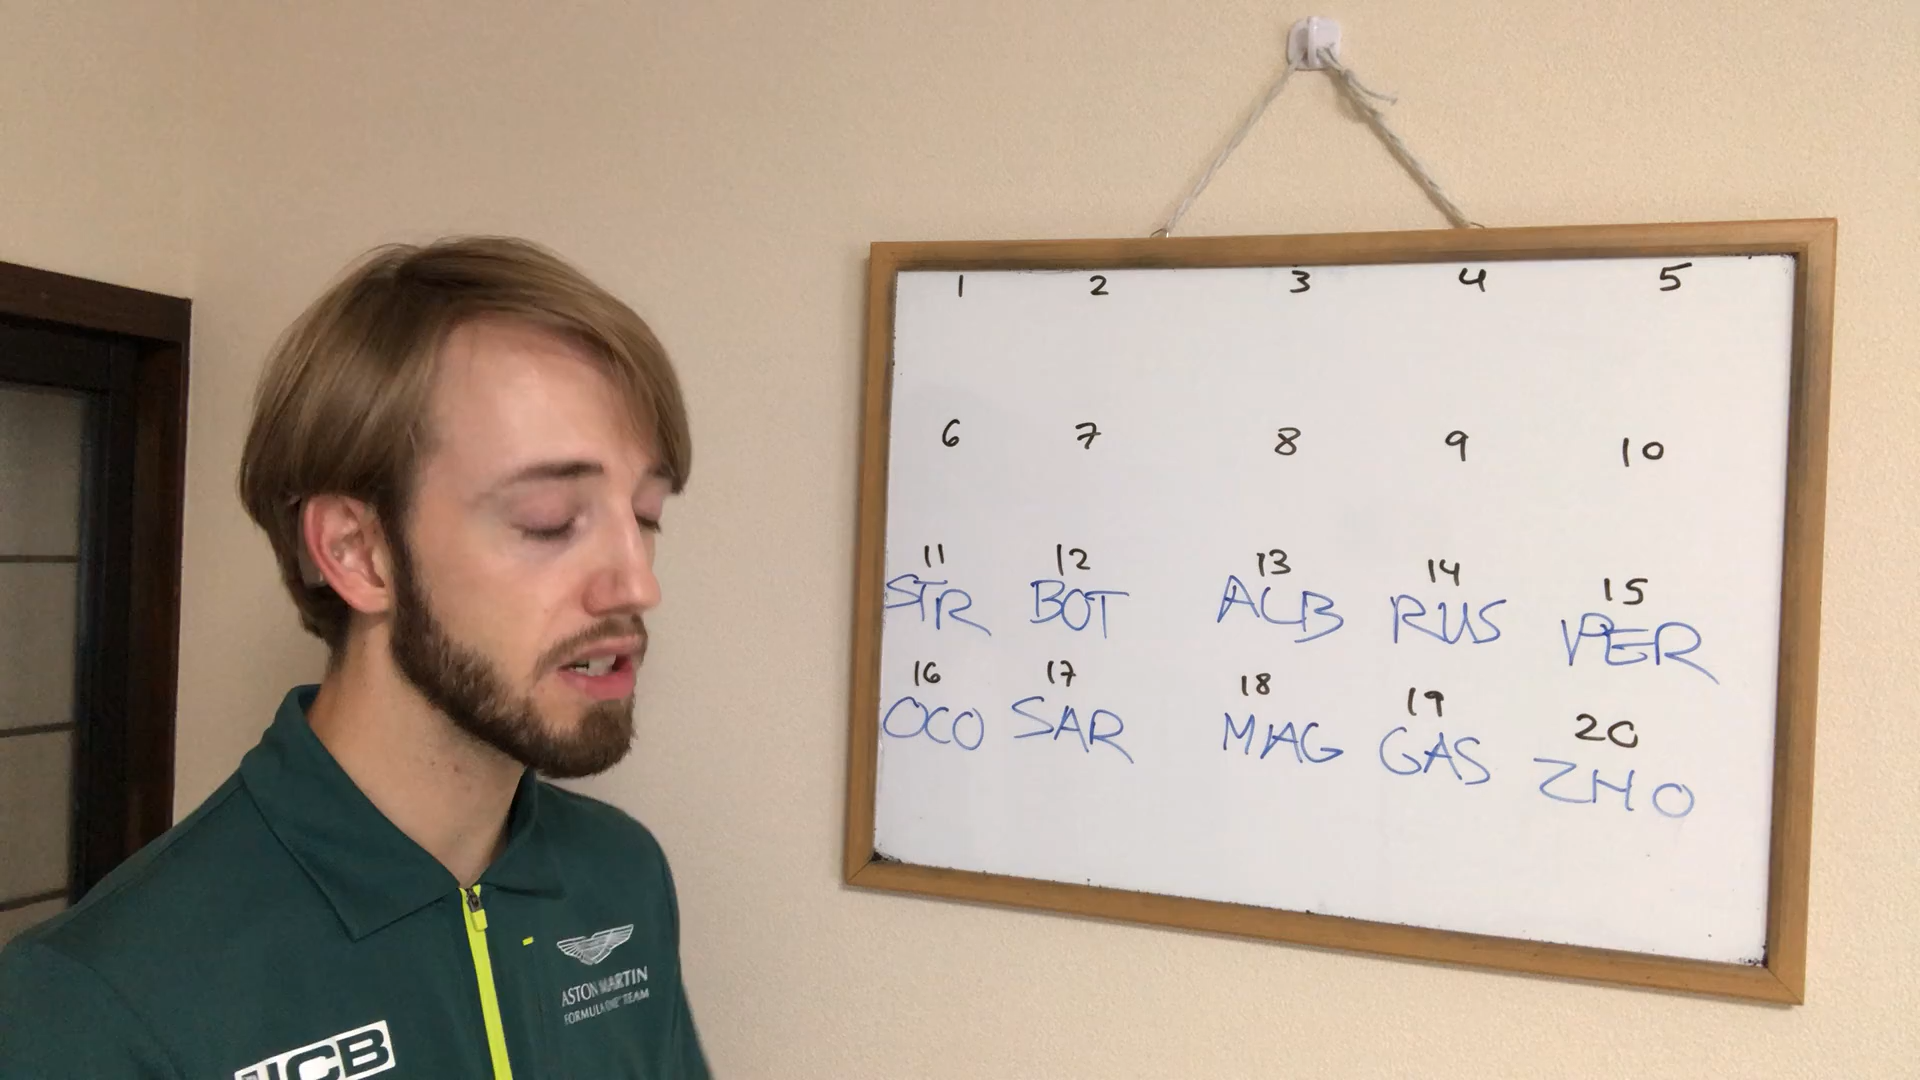 1 2 3 4 5
6 7 8 9 10
11 12 13 14 15
STR BOT ALB RUS PER
16 17 18 19 20
OCO SAR MAG GAS ZHO
ASTON MARTIN
FORMULA ONE TEAM
JCB